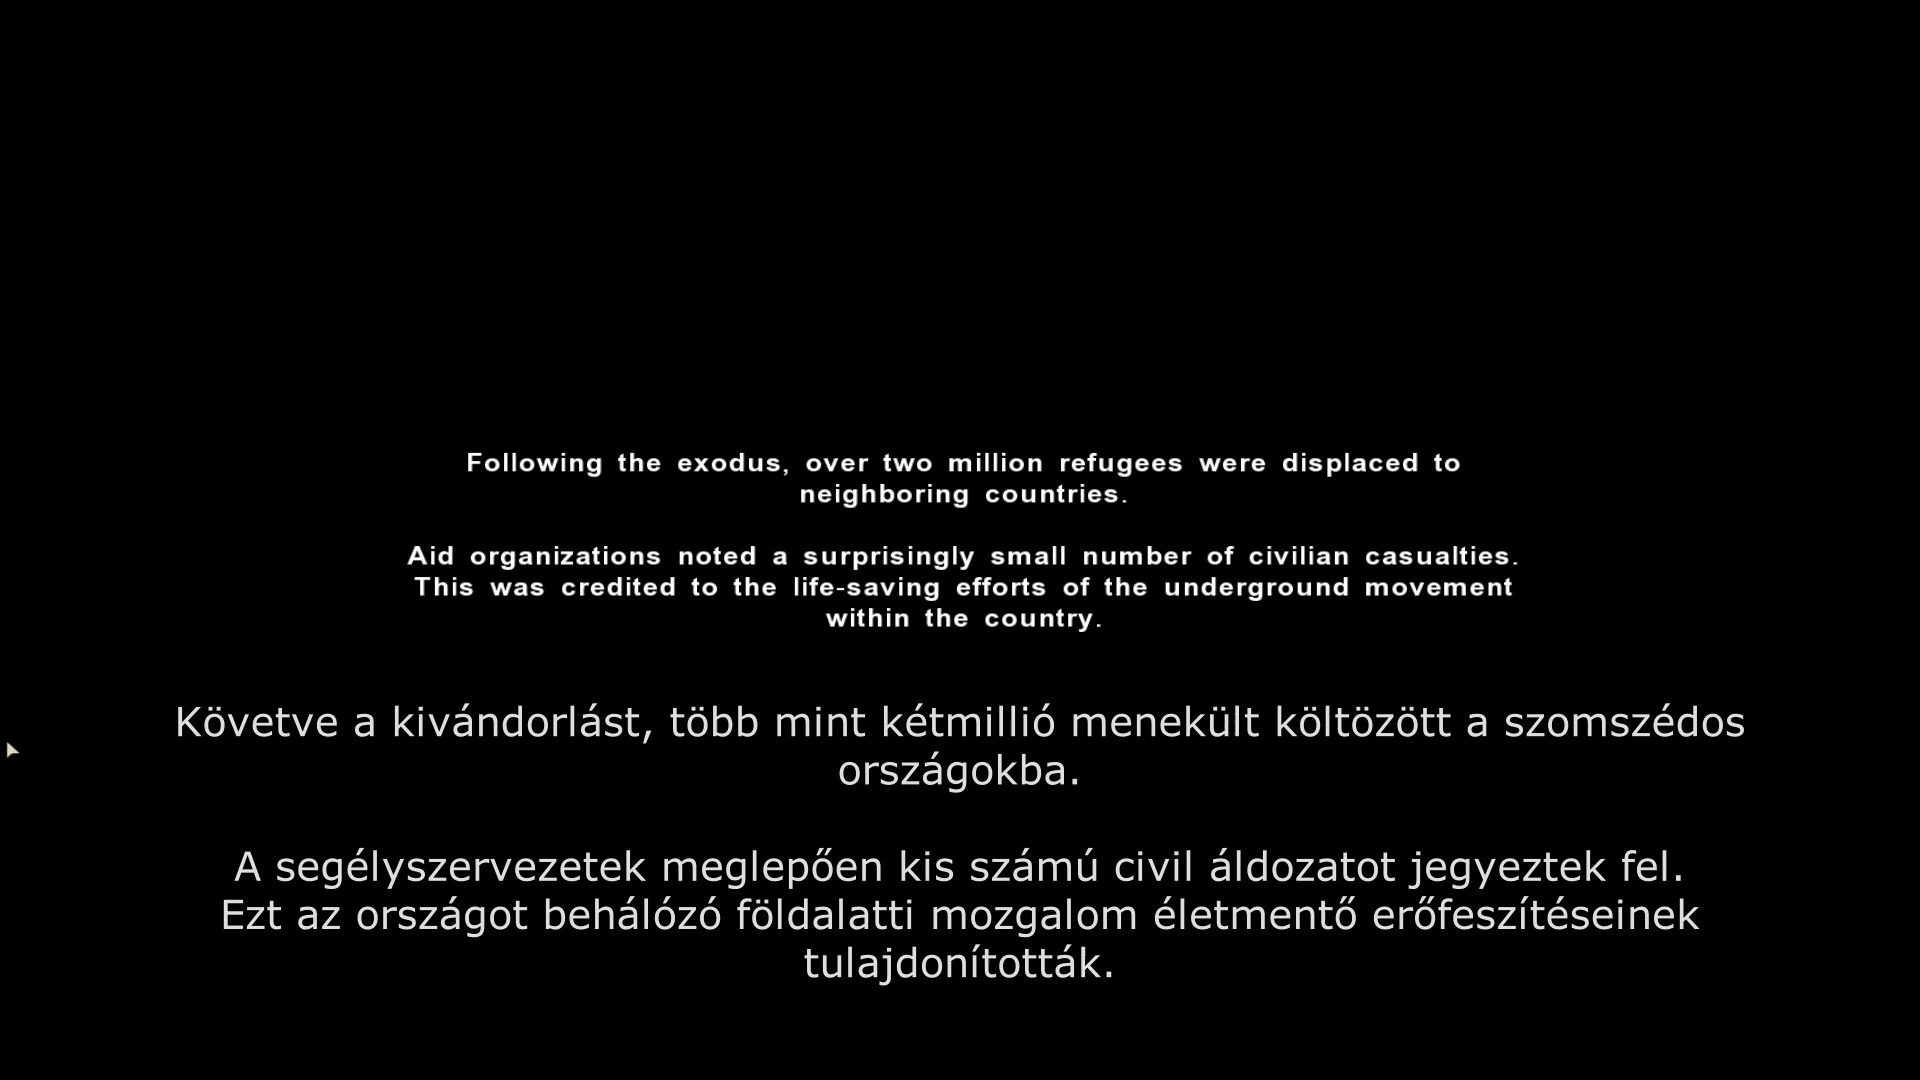 Following the exodus, over two million refugees were displaced to
neighboring countries.
Aid organizations noted a surprisingly small number of civilian casualties.
This was credited to the life-saving efforts of the underground movement
within the country.
Követve a kivándorlást, több mint kétmillió menekült költözött a szomszédos
országokba.
A segélyszervezetek meglepően kis számú civil áldozatot jegyeztek fel.
Ezt az országot behálózó földalatti mozgalom életmentő erőfeszítéseinek
tulajdonították.